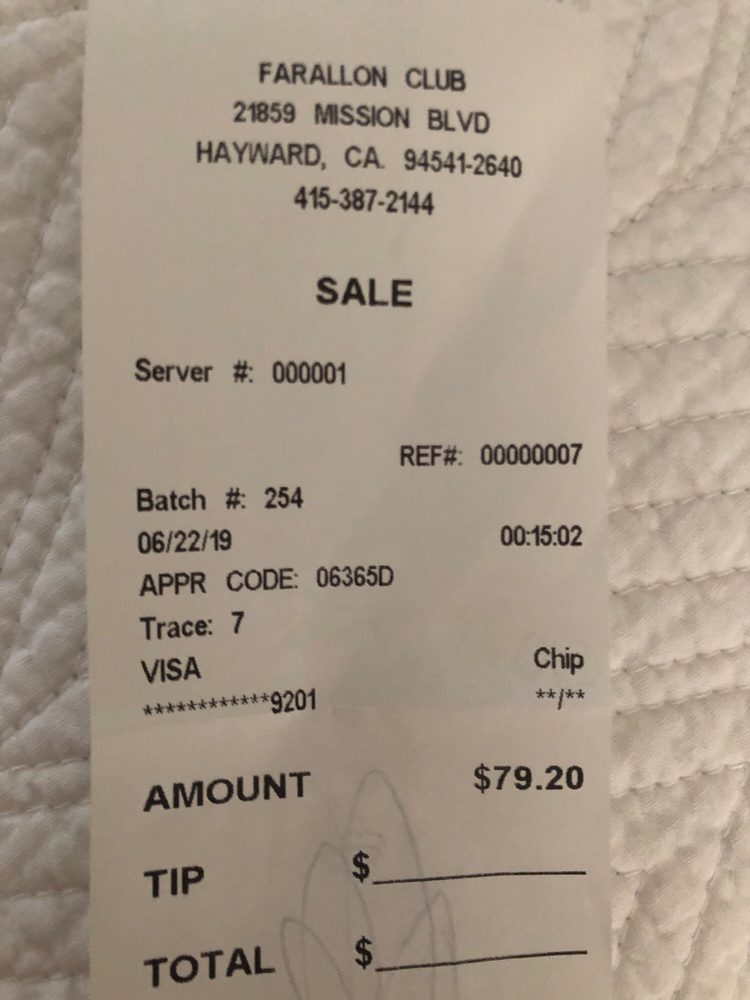 FARALLON CLUB
21859 MISSION BLVD
HAYWARD, CA. 94541-2640
415-387-2144
SALE
Server #: 000001
REF#: 00000007
Batch #: 254
06/22/19 00:15:02
APPR CODE: 06365D
Trace: 7
VISA Chip
************9201 **/**
AMOUNT $79.20
TIP $
TOTAL $